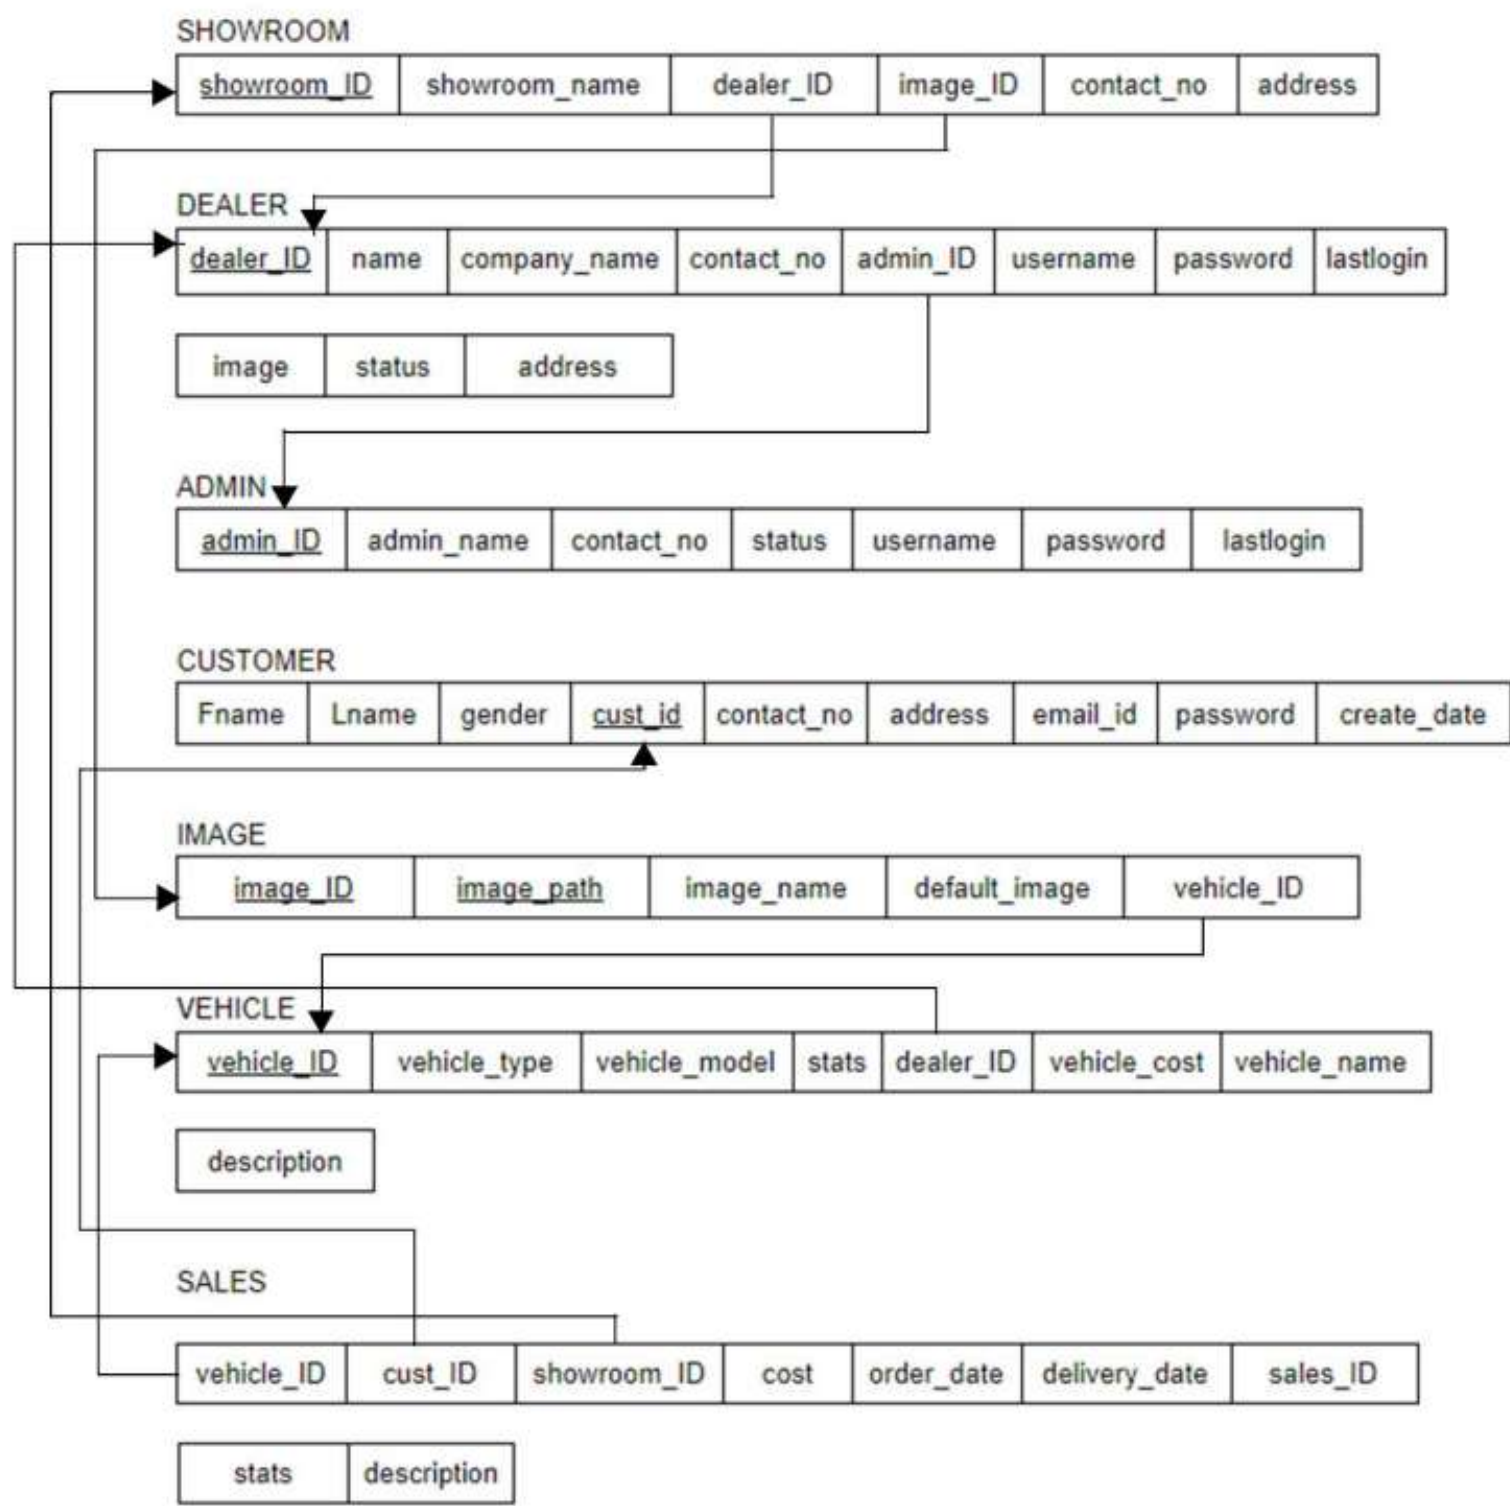 SHOWROOM
showroom_ID showroom_name dealer_ID image_ID contact_no address
DEALER
dealer_ID name company_name contact_no admin_ID username password lastlogin
image status address
ADMIN
admin_ID admin_name contact_no status username password lastlogin
CUSTOMER
Fname Lname gender cust_id contact_no address email_id password create_date
IMAGE
image_ID image_path image_name default_image vehicle_ID
VEHICLE
vehicle_ID vehicle_type vehicle_model stats dealer_ID vehicle_cost vehicle_name
description
SALES
vehicle_ID cust_ID showroom_ID cost order_date delivery_date sales_ID
stats description